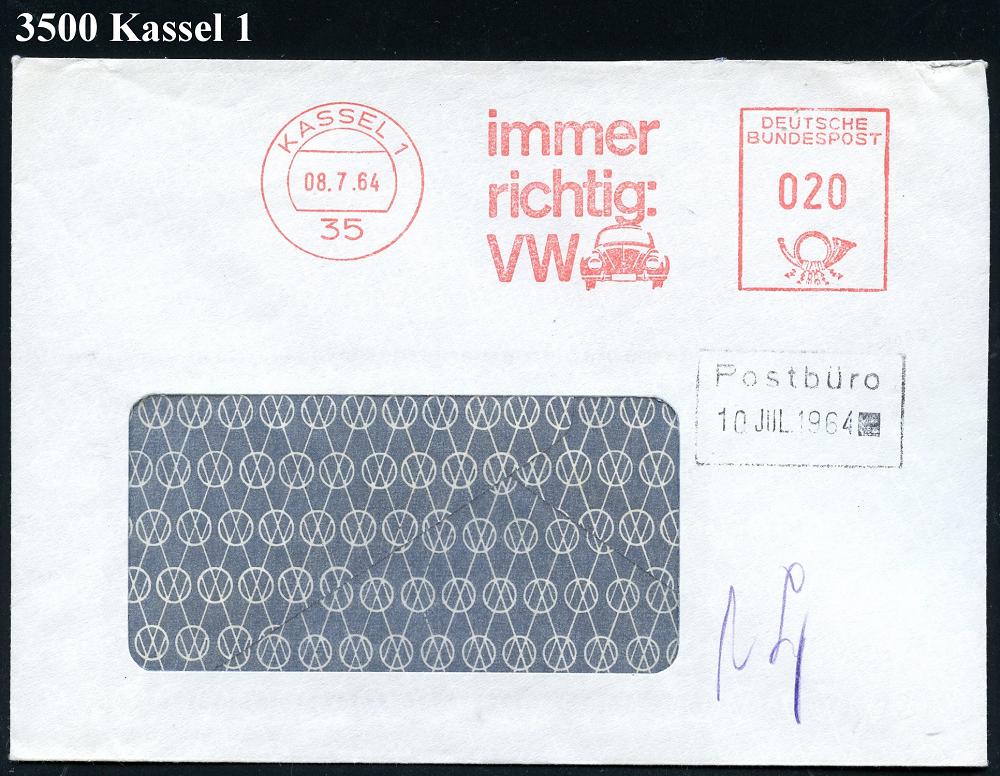 3500 Kassel 1
KASSEL 1
08.7.64
35
immer
richtig:
VW
DEUTSCHE
BUNDESPOST
020
Postbüro
10 JUL 1964